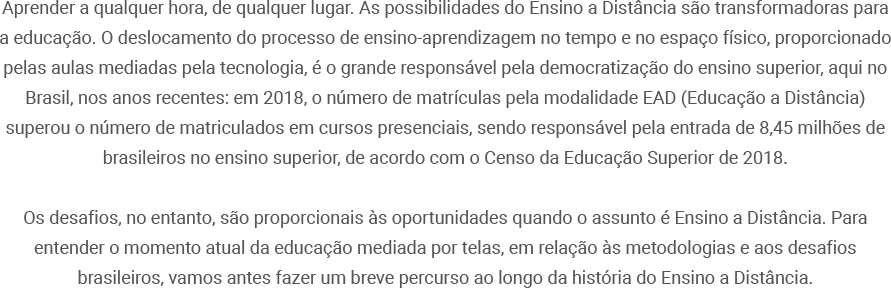 Aprender a qualquer hora, de qualquer lugar. As possibilidades do Ensino a Distância são transformadoras para
a educação. O deslocamento do processo de ensino-aprendizagem no tempo e no espaço físico, proporcionado
pelas aulas mediadas pela tecnologia, é o grande responsável pela democratização do ensino superior, aqui no
Brasil, nos anos recentes: em 2018, o número de matrículas pela modalidade EAD (Educação a Distância)
superou o número de matriculados em cursos presenciais, sendo responsável pela entrada de 8,45 milhões de
brasileiros no ensino superior, de acordo com o Censo da Educação Superior de 2018.
Os desafios, no entanto, são proporcionais às oportunidades quando o assunto é Ensino a Distância. Para
entender o momento atual da educação mediada por telas, em relação às metodologias e aos desafios
brasileiros, vamos antes fazer um breve percurso ao longo da história do Ensino a Distância.